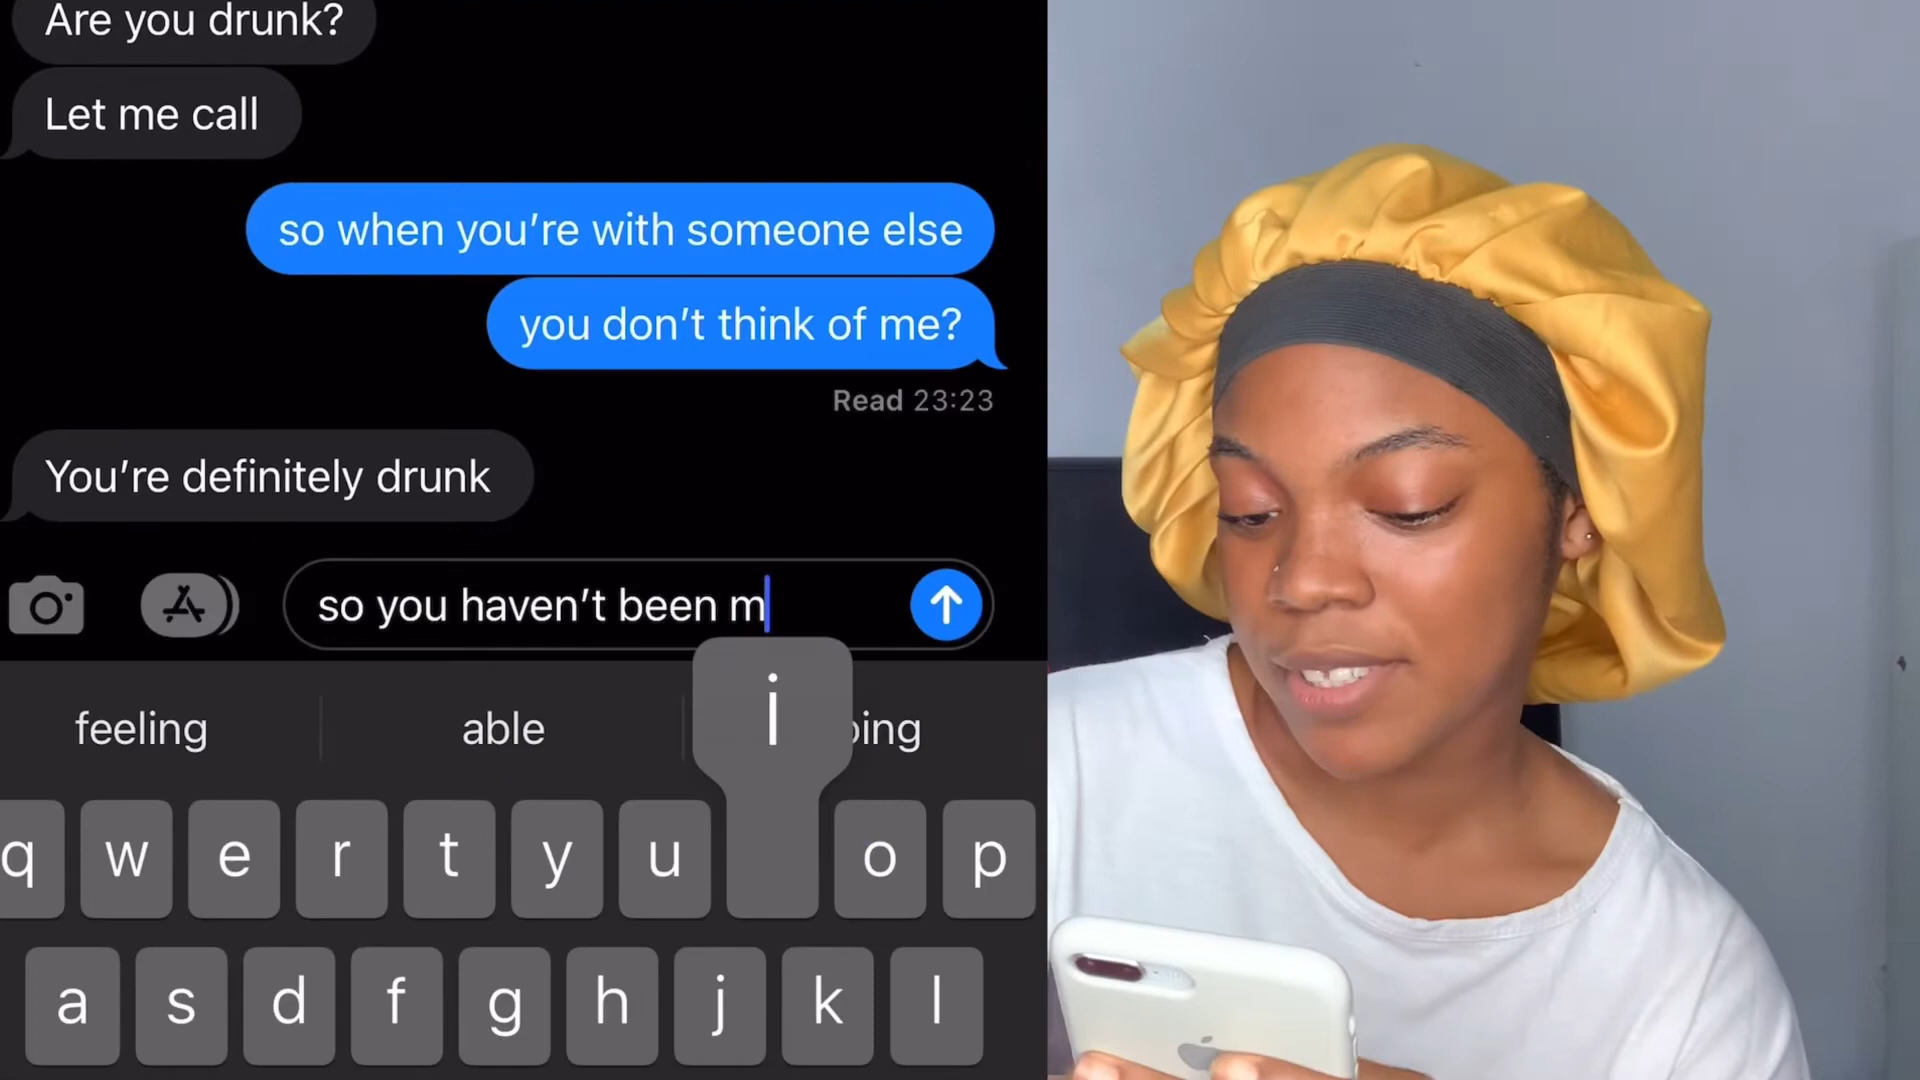 Are you drunk?
Let me call
so when you're with someone else
you don't think of me?
Read 23:23
You're definitely drunk
so you haven't been m
i
feeling able
q w e r t y u o p
a s d f g h j k l